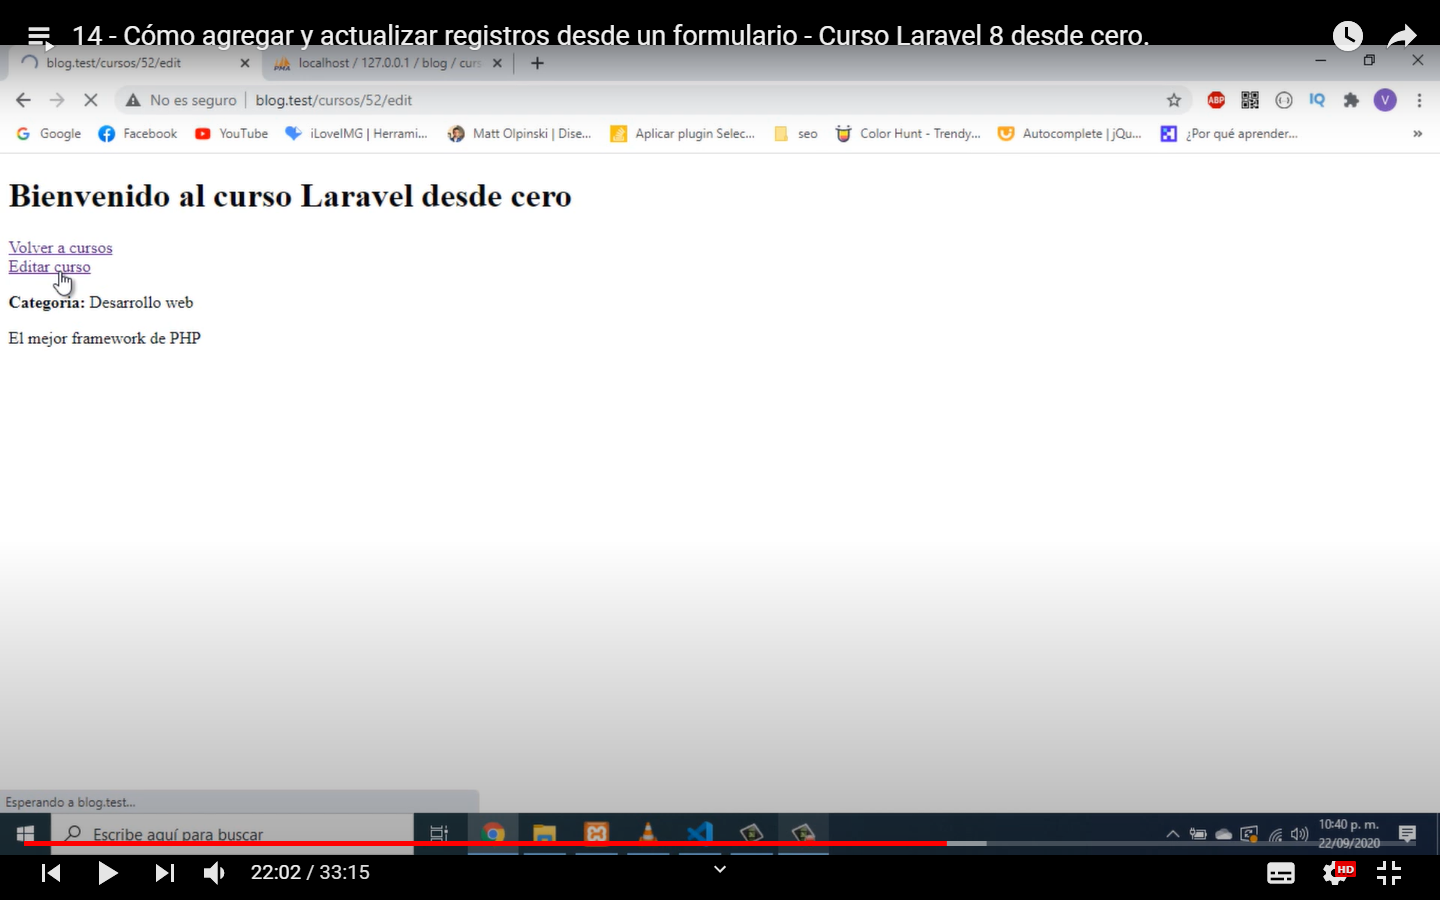 14 - Cómo agregar y actualizar registros desde un formulario - Curso Laravel 8 desde cero.
blog.test/cursos/52/edit
localhost / 127.0.0.1 / blog / curs
No es seguro
blog.test/cursos/52/edit
ABP
IQ
V
Google
Facebook
YouTube
iLoveIMG | Herrami...
Matt Olpinski | Dise...
Aplicar plugin Selec...
seo
Color Hunt - Trendy...
Autocomplete | jQu...
¿Por qué aprender...
»
Bienvenido al curso Laravel desde cero
Volver a cursos
Editar curso
Categoria: Desarrollo web
El mejor framework de PHP
Esperando a blog.test...
Escribe aquí para buscar
10:40 p. m.
22/09/2020
22:02 / 33:15
HD